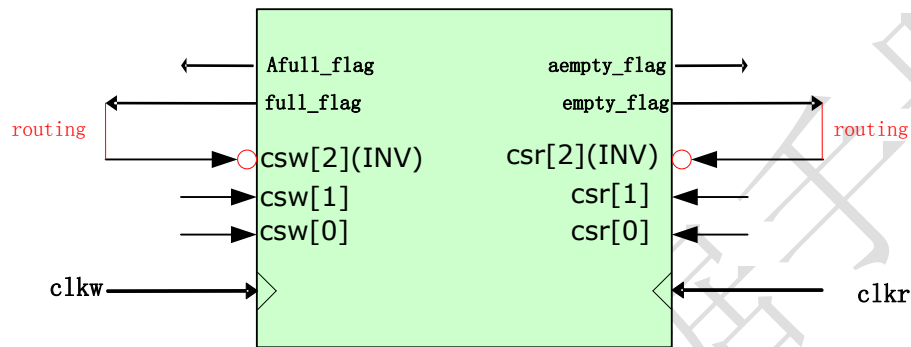 Afull_flag aempty_flag
full_flag empty_flag
routing routing
csw[2](INV) csr[2](INV)
csw[1] csr[1]
csw[0] csr[0]
clkw clkr